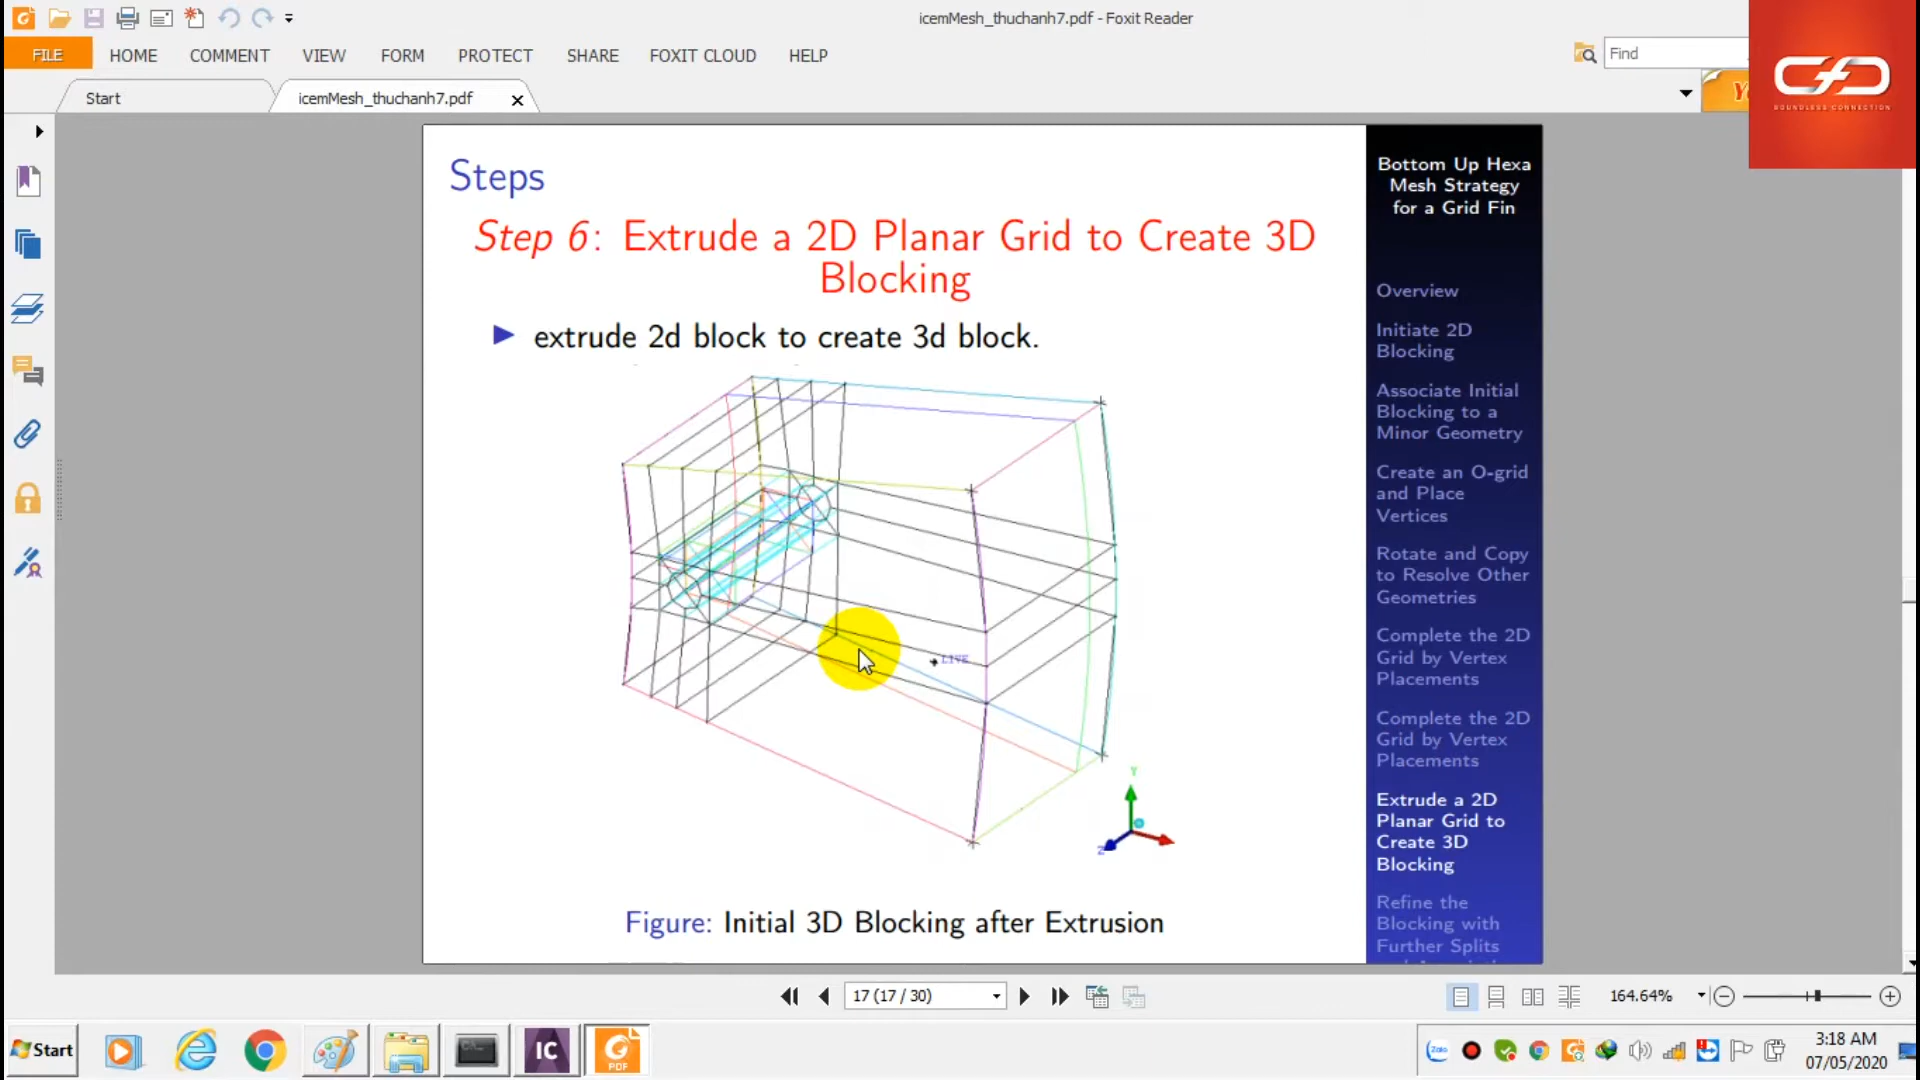 icemMesh_thuchanh7.pdf - Foxit Reader
FILE
HOME
COMMENT
VIEW
FORM
PROTECT
SHARE
FOXIT CLOUD
HELP
Find
Start
icemMesh_thuchanh7.pdf
BOUNDLESS CONNECTION
Steps
Step 6: Extrude a 2D Planar Grid to Create 3D
Blocking
extrude 2d block to create 3d block.
LIVE
Y
Z
Figure: Initial 3D Blocking after Extrusion
Bottom Up Hexa
Mesh Strategy
for a Grid Fin
Overview
Initiate 2D
Blocking
Associate Initial
Blocking to a
Minor Geometry
Create an O-grid
and Place
Vertices
Rotate and Copy
to Resolve Other
Geometries
Complete the 2D
Grid by Vertex
Placements
Complete the 2D
Grid by Vertex
Placements
Extrude a 2D
Planar Grid to
Create 3D
Blocking
Refine the
Blocking with
Further Splits
17 (17 / 30)
164.64%
Start
IC
PDF
Zalo
3:18 AM
07/05/2020